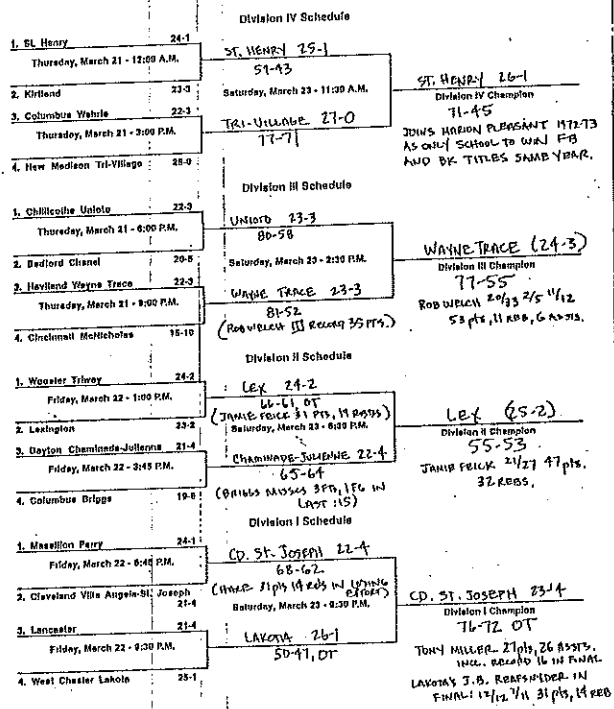 Division IV Schedule
1. St. Henry 24-1
Thursday, March 21 - 12:00 A.M.
2. Kirtland 23-3
ST. HENRY 25-1
59-43
Saturday, March 23 - 11:30 A.M.
3. Columbus Wehrle 22-3
Thursday, March 21 - 3:00 P.M.
4. New Madison Tri-Village 26-0
TRI-VILLAGE 27-0
77-71
ST. HENRY 26-1
Division IV Champion
71-45
JOINS MARION PLEASANT 1972-73
AS ONLY SCHOOL TO WIN FB
AND BK TITLES SAME YEAR.
Division III Schedule
1. Chillicothe Unioto 22-3
Thursday, March 21 - 6:00 P.M.
2. Bedford Chanel 20-5
UNIOTO 23-3
80-58
Saturday, March 23 - 2:30 P.M.
3. Haviland Wayne Trace 22-3
Thursday, March 21 - 9:00 P.M.
4. Cincinnati McNicholas 15-10
WAYNE TRACE 23-3
81-52
(ROB WELCH III RECORD 35 PTS.)
WAYNE TRACE (24-3)
Division III Champion
77-55
ROB WELCH 20/33 2/5 11/12
53 pts, 11 REB, 6 ASSTS.
Division II Schedule
1. Wooster Triway 24-2
Friday, March 22 - 1:00 P.M.
2. Lexington 23-2
LEX 24-2
66-61, OT
(JAMIE FEICK 31 PTS, 19 REBDS)
Saturday, March 23 - 6:30 P.M.
3. Dayton Chaminade-Julienne 21-4
Friday, March 22 - 3:45 P.M.
4. Columbus Briggs 19-6
CHAMINADE-JULIENNE 22-4
65-64
(BRIGGS MISSES 3 FTS, 1 FG IN
LAST :15)
LEX (25-2)
Division II Champion
55-53
JAMIE FEICK 21/27 47 pts.
32 REBS.
Division I Schedule
1. Massillon Perry 24-1
Friday, March 22 - 6:45 P.M.
2. Cleveland Villa Angela-St. Joseph
21-4
CD. ST. JOSEPH 22-4
68-62
31 pts 14 REBS IN LOSING
EFFORT)
Saturday, March 23 - 9:30 P.M.
3. Lancaster 21-4
Friday, March 22 - 9:30 P.M.
4. West Chester Lakota 25-1
LAKOTA 26-1
50-47, OT
CD. ST. JOSEPH 23-4
Division I Champion
76-72 OT
TONY MILLER 27 pts, 26 ASSTS.
INCL. RECORD 16 IN FINAL
LAKOTA'S J.B. REAFSNYDER IN
FINAL: 12/12 7/11 31 pts, 14 REB